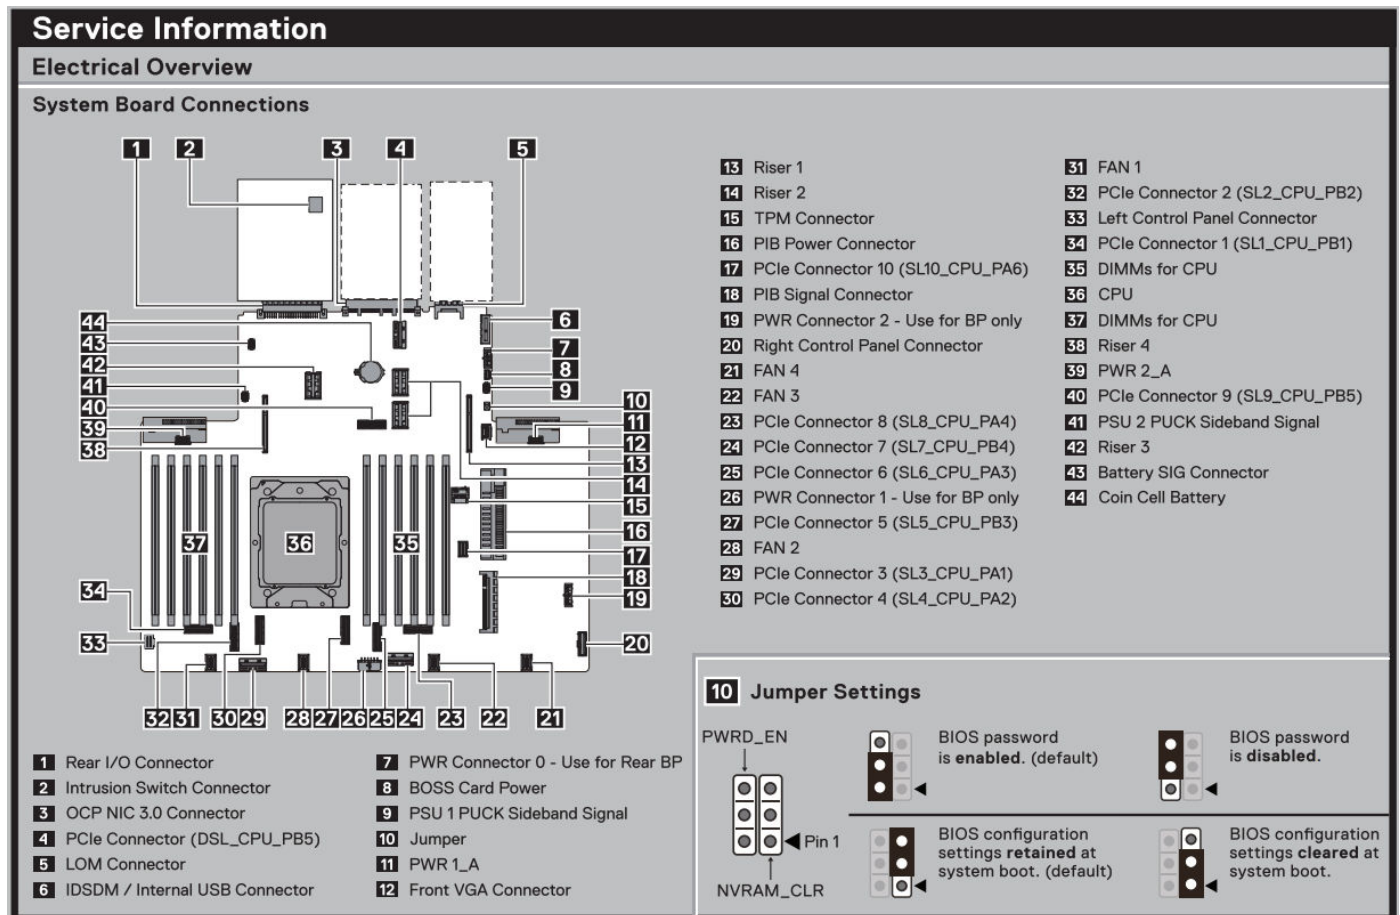 Service Information
Electrical Overview
System Board Connections
1 2 3 4 5
44
43
42
41
40
39
38
37
36
35
34
33
6
7
8
9
10
11
12
13
14
15
16
17
18
19
20
32 31 30 29 28 27 26 25 24 23 22 21
1 Rear I/O Connector
2 Intrusion Switch Connector
3 OCP NIC 3.0 Connector
4 PCIe Connector (DSL_CPU_PB5)
5 LOM Connector
6 IDSDM / Internal USB Connector
7 PWR Connector 0 - Use for Rear BP
8 BOSS Card Power
9 PSU 1 PUCK Sideband Signal
10 Jumper
11 PWR 1_A
12 Front VGA Connector
13 Riser 1
14 Riser 2
15 TPM Connector
16 PIB Power Connector
17 PCIe Connector 10 (SL10_CPU_PA6)
18 PIB Signal Connector
19 PWR Connector 2 - Use for BP only
20 Right Control Panel Connector
21 FAN 4
22 FAN 3
23 PCIe Connector 8 (SL8_CPU_PA4)
24 PCIe Connector 7 (SL7_CPU_PB4)
25 PCIe Connector 6 (SL6_CPU_PA3)
26 PWR Connector 1 - Use for BP only
27 PCIe Connector 5 (SL5_CPU_PB3)
28 FAN 2
29 PCIe Connector 3 (SL3_CPU_PA1)
30 PCIe Connector 4 (SL4_CPU_PA2)
31 FAN 1
32 PCIe Connector 2 (SL2_CPU_PB2)
33 Left Control Panel Connector
34 PCIe Connector 1 (SL1_CPU_PB1)
35 DIMMs for CPU
36 CPU
37 DIMMs for CPU
38 Riser 4
39 PWR 2_A
40 PCIe Connector 9 (SL9_CPU_PB5)
41 PSU 2 PUCK Sideband Signal
42 Riser 3
43 Battery SIG Connector
44 Coin Cell Battery
10 Jumper Settings
PWRD_EN
Pin 1
NVRAM_CLR
BIOS password
is enabled. (default)
BIOS password
is disabled.
BIOS configuration
settings retained at
system boot. (default)
BIOS configuration
settings cleared at
system boot.